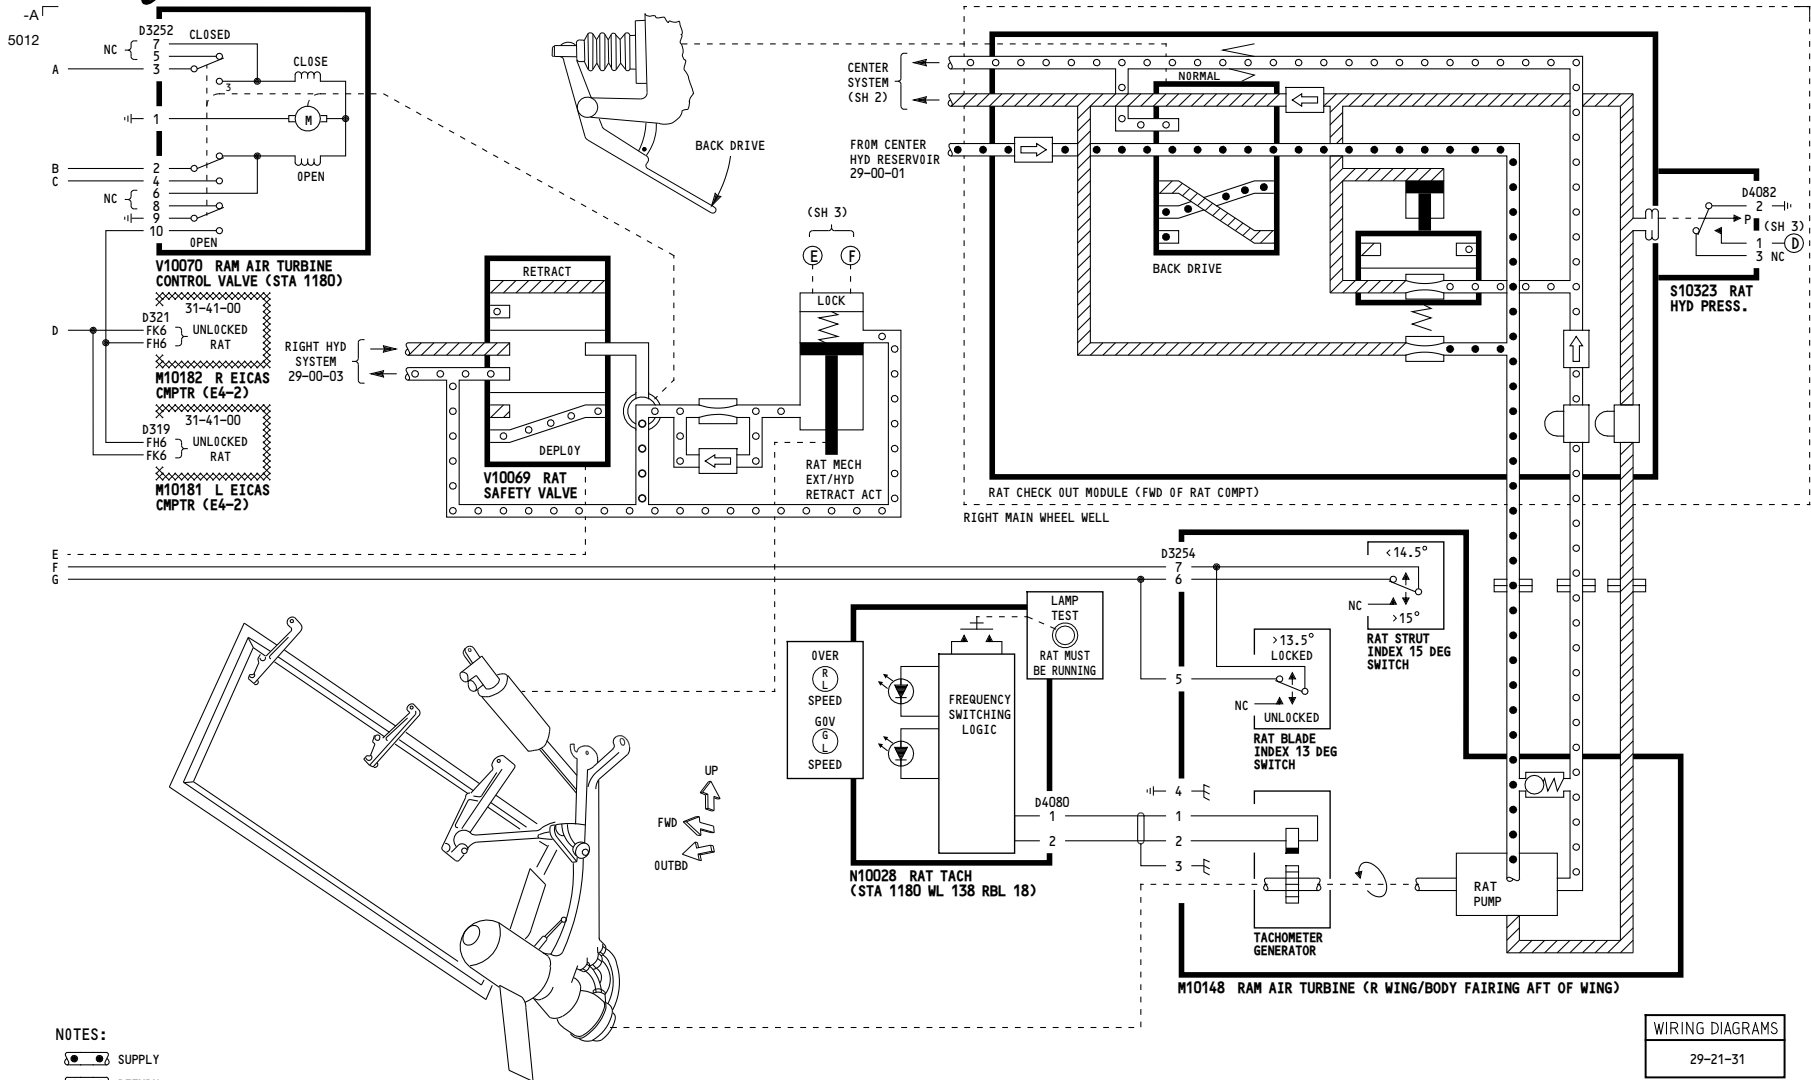 -A
5012
D3252
CLOSED
NC
7
5
3
A
CLOSE
3
1
M
B
C
2
4
6
OPEN
NC
8
9
10
OPEN
V10070 RAM AIR TURBINE
CONTROL VALVE (STA 1180)
31-41-00
D321
FK6
FH6
UNLOCKED
RAT
D
M10182 R EICAS
CMPTR (E4-2)
31-41-00
D319
FH6
FK6
UNLOCKED
RAT
M10181 L EICAS
CMPTR (E4-2)
BACK DRIVE
RIGHT HYD
SYSTEM
29-00-03
RETRACT
DEPLOY
V10069 RAT
SAFETY VALVE
(SH 3)
E
F
LOCK
RAT MECH
EXT/HYD
RETRACT ACT
CENTER
SYSTEM
(SH 2)
FROM CENTER
HYD RESERVOIR
29-00-01
NORMAL
BACK DRIVE
D4082
2
P
(SH 3)
1
D
3 NC
S10323 RAT
HYD PRESS.
RAT CHECK OUT MODULE (FWD OF RAT COMPT)
RIGHT MAIN WHEEL WELL
E
F
G
D3254
7
6
<14.5°
NC
>15°
RAT STRUT
INDEX 15 DEG
SWITCH
>13.5°
LOCKED
5
NC
UNLOCKED
RAT BLADE
INDEX 13 DEG
SWITCH
LAMP
TEST
RAT MUST
BE RUNNING
OVER
R
L
SPEED
GOV
G
L
SPEED
FREQUENCY
SWITCHING
LOGIC
D4080
1
2
N10028 RAT TACH
(STA 1180 WL 138 RBL 18)
4
1
2
3
TACHOMETER
GENERATOR
RAT
PUMP
M10148 RAM AIR TURBINE (R WING/BODY FAIRING AFT OF WING)
UP
FWD
OUTBD
NOTES:
SUPPLY
WIRING DIAGRAMS
29-21-31